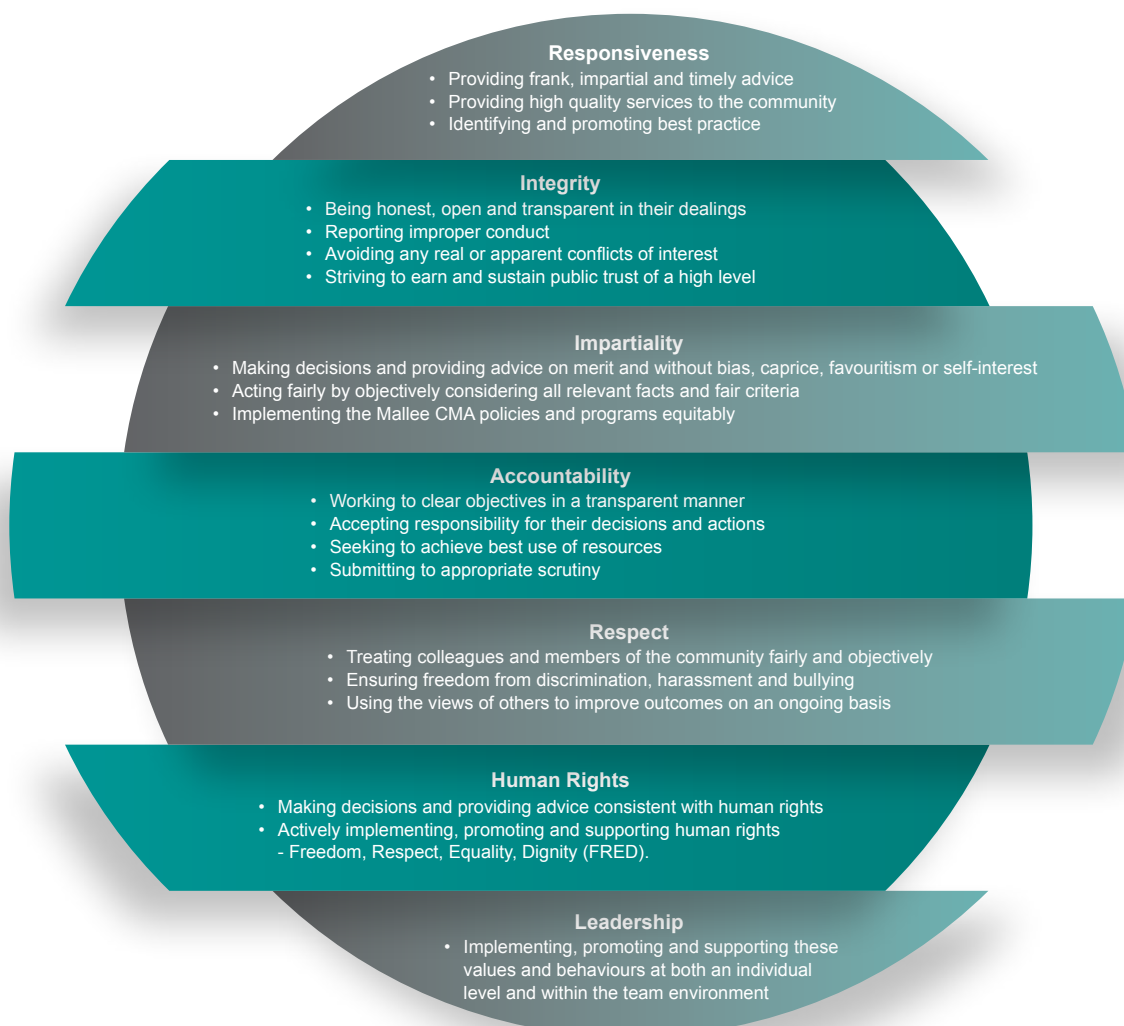 Responsiveness
• Providing frank, impartial and timely advice
• Providing high quality services to the community
• Identifying and promoting best practice
Integrity
• Being honest, open and transparent in their dealings
• Reporting improper conduct
• Avoiding any real or apparent conflicts of interest
• Striving to earn and sustain public trust of a high level
Impartiality
• Making decisions and providing advice on merit and without bias, caprice, favouritism or self-interest
• Acting fairly by objectively considering all relevant facts and fair criteria
• Implementing the Mallee CMA policies and programs equitably
Accountability
• Working to clear objectives in a transparent manner
• Accepting responsibility for their decisions and actions
• Seeking to achieve best use of resources
• Submitting to appropriate scrutiny
Respect
• Treating colleagues and members of the community fairly and objectively
• Ensuring freedom from discrimination, harassment and bullying
• Using the views of others to improve outcomes on an ongoing basis
Human Rights
• Making decisions and providing advice consistent with human rights
• Actively implementing, promoting and supporting human rights
- Freedom, Respect, Equality, Dignity (FRED).
Leadership
• Implementing, promoting and supporting these
values and behaviours at both an individual
level and within the team environment